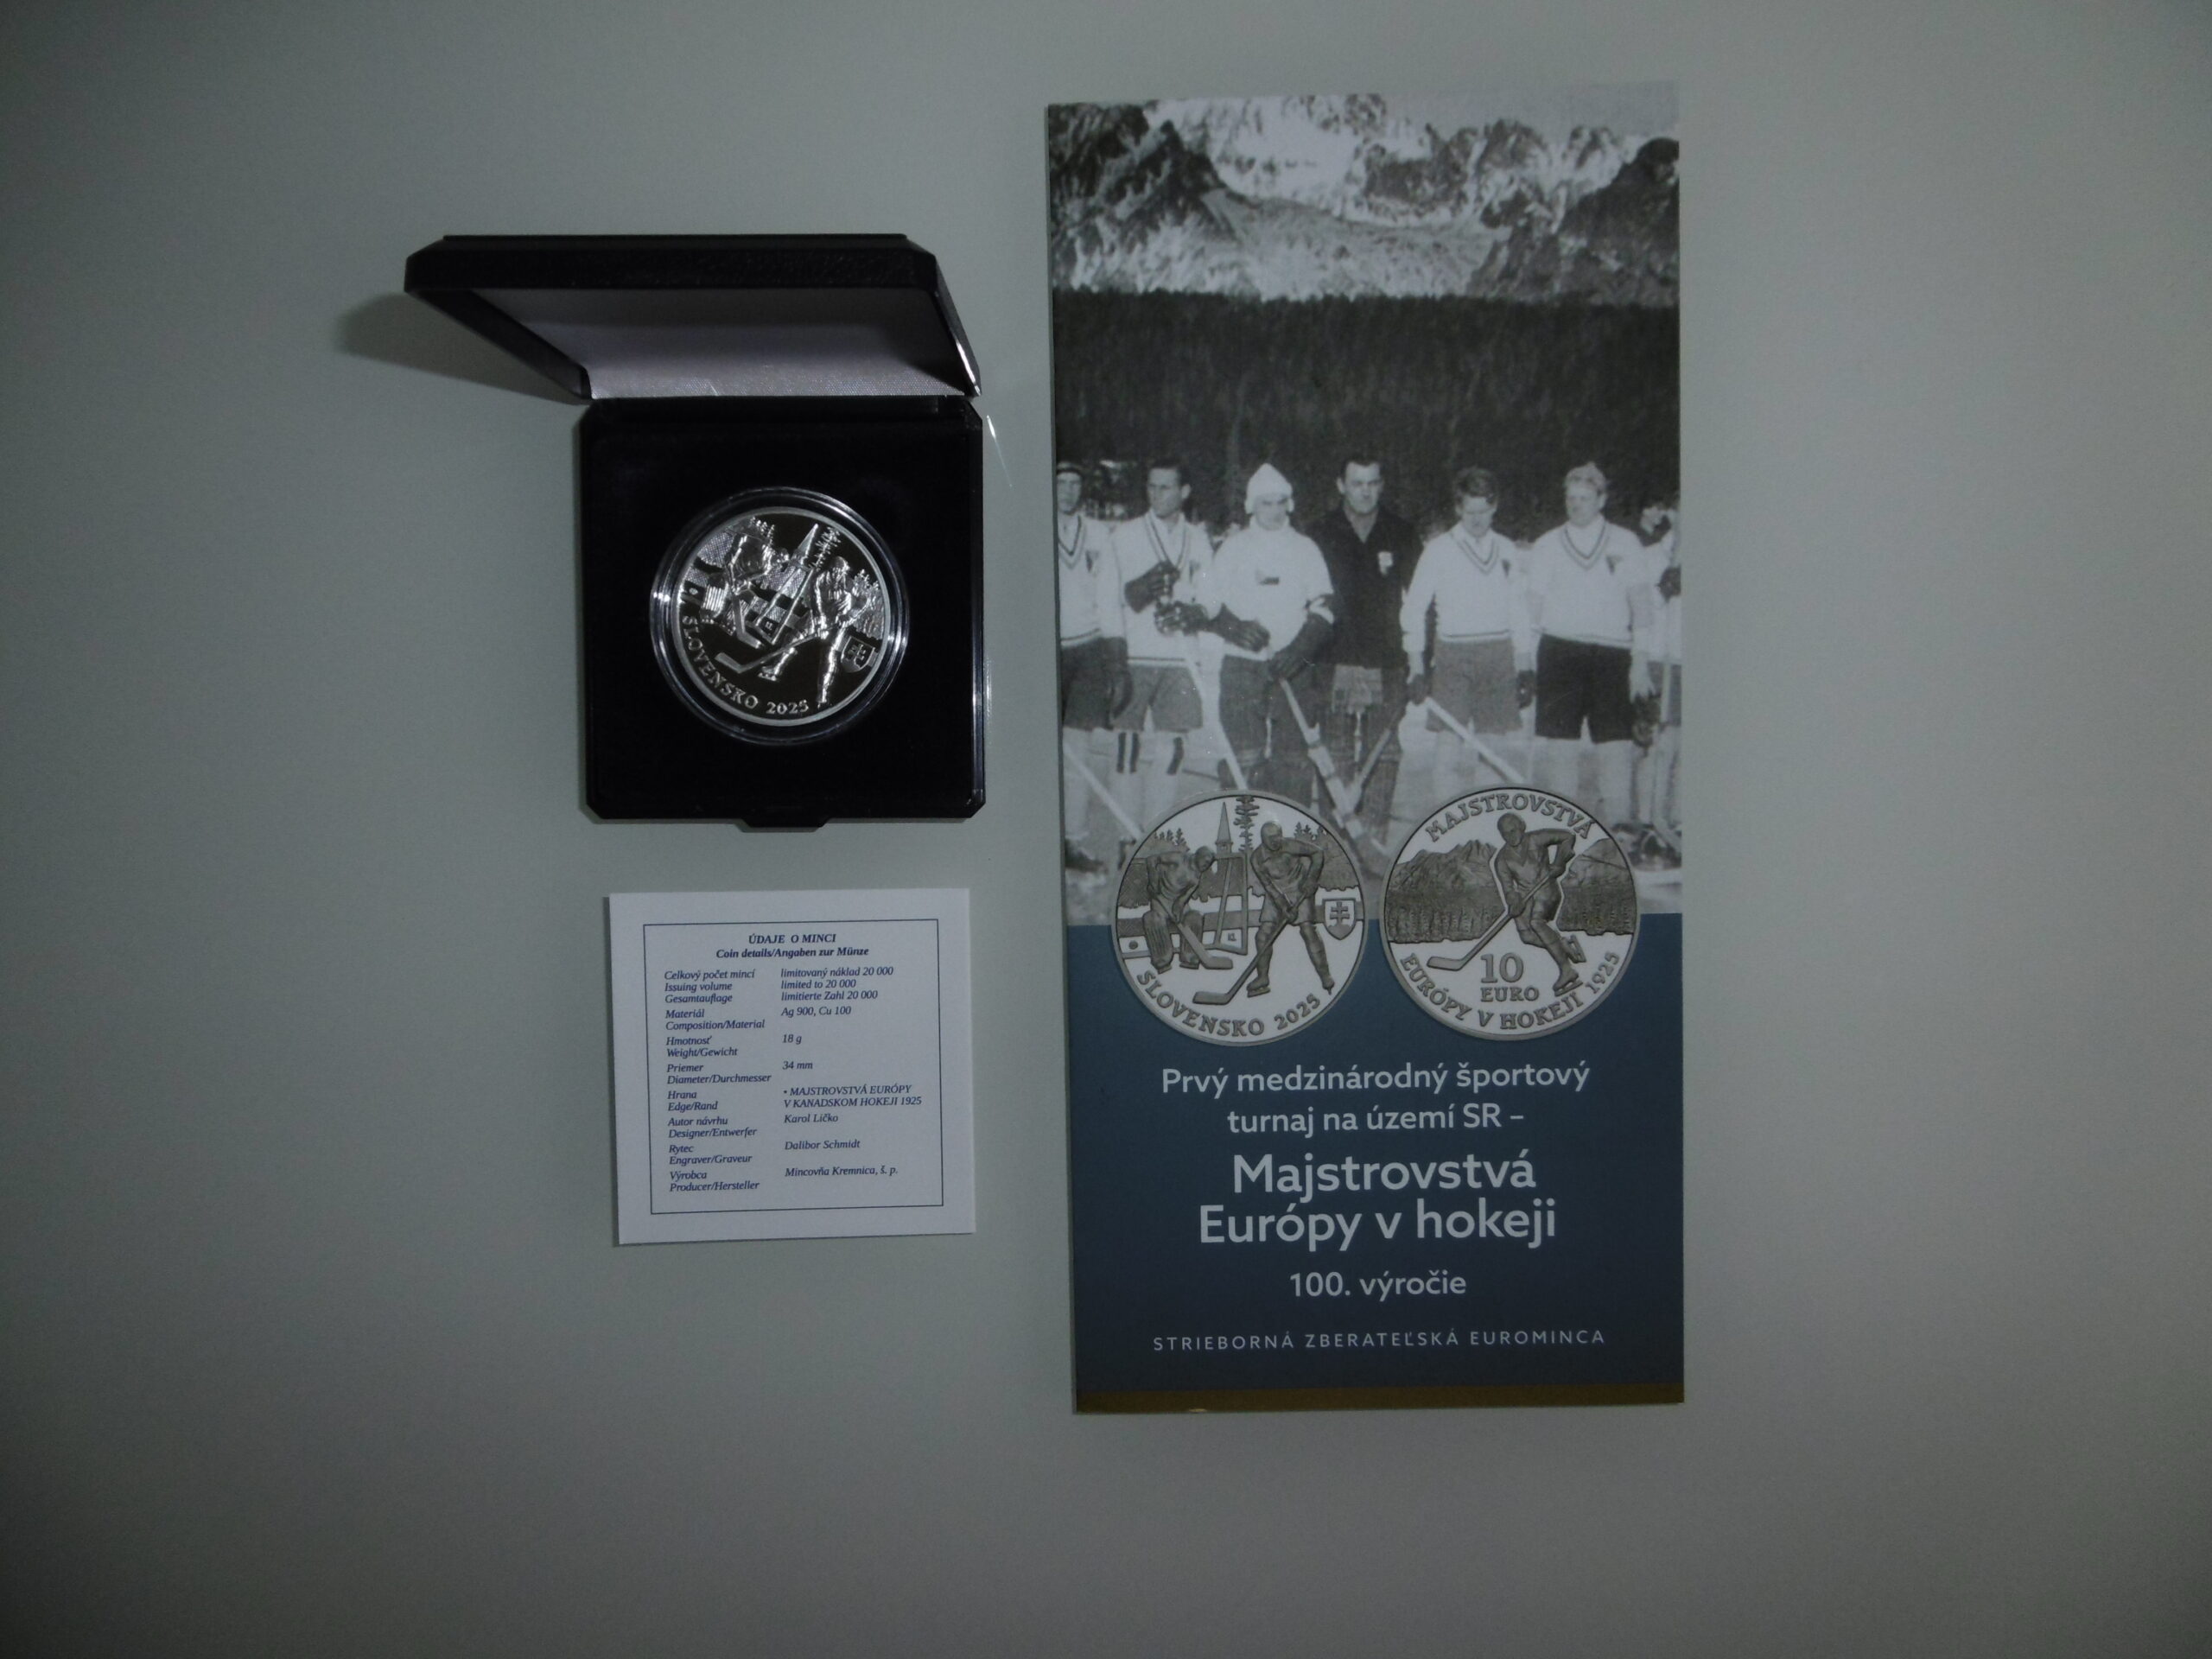 SLOVENSKO 2025
ÚDAJE O MINCI
Coin details/Angaben zur Münze
Celkový počet mincí limitovaný náklad 20 000
Issuing volume limited to 20 000
Gesamtauflage limitierte Zahl 20 000
Materiál Ag 900, Cu 100
Composition/Material
Hmotnosť 18 g
Weight/Gewicht
Priemer 34 mm
Diameter/Durchmesser
Hrana • MAJSTROVSTVÁ EURÓPY
Edge/Rand V KANADSKOM HOKEJI 1925
Autor návrhu Karol Ličko
Designer/Entwerfer
Rytec Dalibor Schmidt
Engraver/Graveur
Výrobca Mincovňa Kremnica, š. p.
Producer/Hersteller
SLOVENSKO 2025
MAJSTROVSTVÁ
10
EURO
EURÓPY V HOKEJI 1925
Prvý medzinárodný športový
turnaj na území SR –
Majstrovstvá
Európy v hokeji
100. výročie
STRIEBORNÁ ZBERATEĽSKÁ EUROMINCA